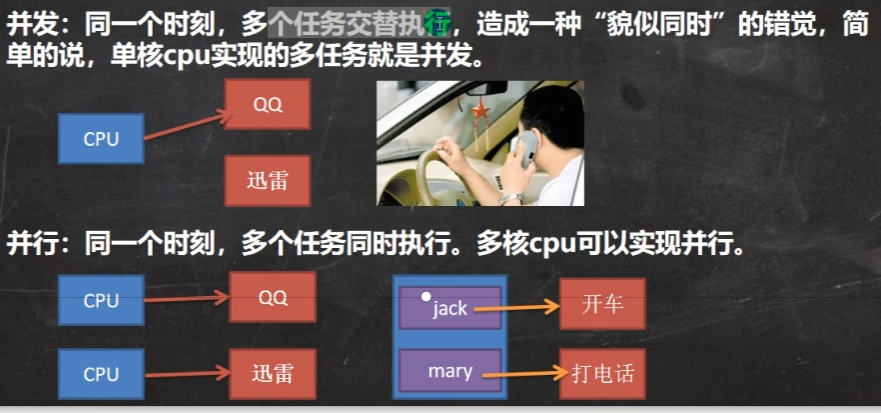 并发：同一个时刻，多个任务交替执行，造成一种“貌似同时”的错觉，简
单的说，单核cpu实现的多任务就是并发。
QQ
CPU
迅雷
并行：同一个时刻，多个任务同时执行。多核cpu可以实现并行。
CPU
QQ
jack
开车
CPU
迅雷
mary
打电话